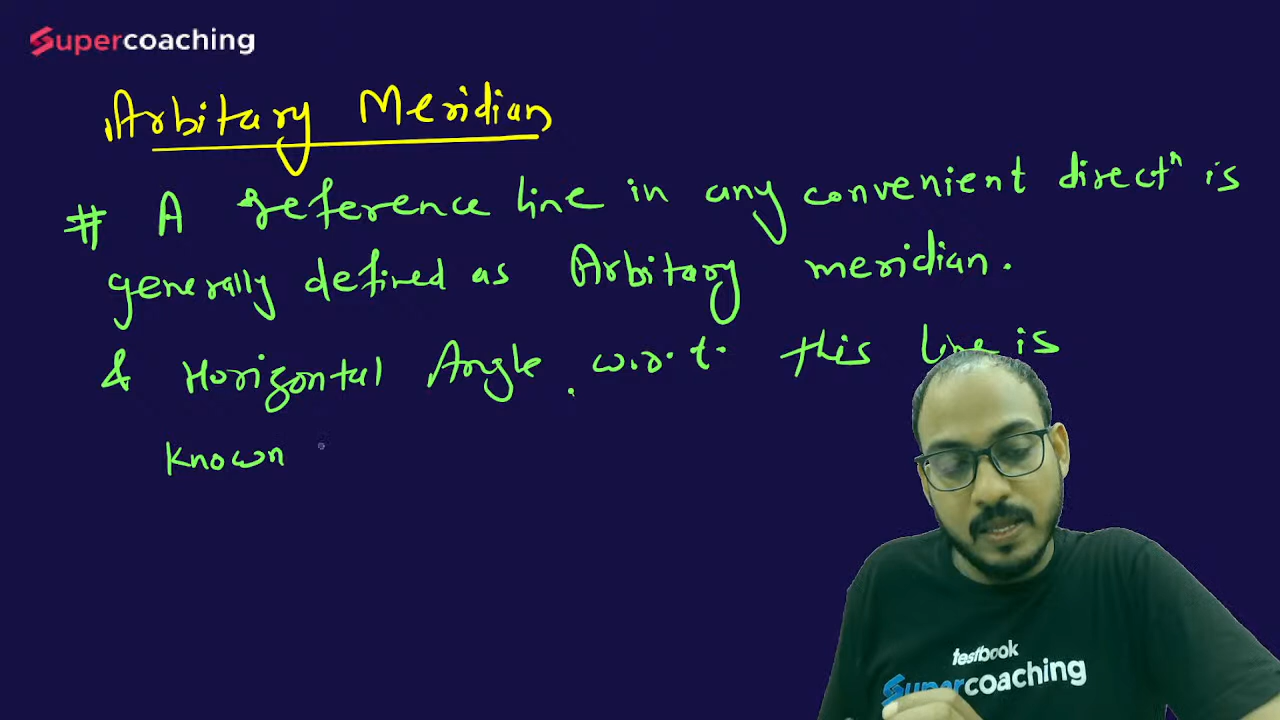 Supercoaching
Arbitary Meridian
# A reference line in any convenient directn is
generally defined as Arbitary meridian.
& Horizontal Angle w.r.t. this line is
known
testbook
Supercoaching